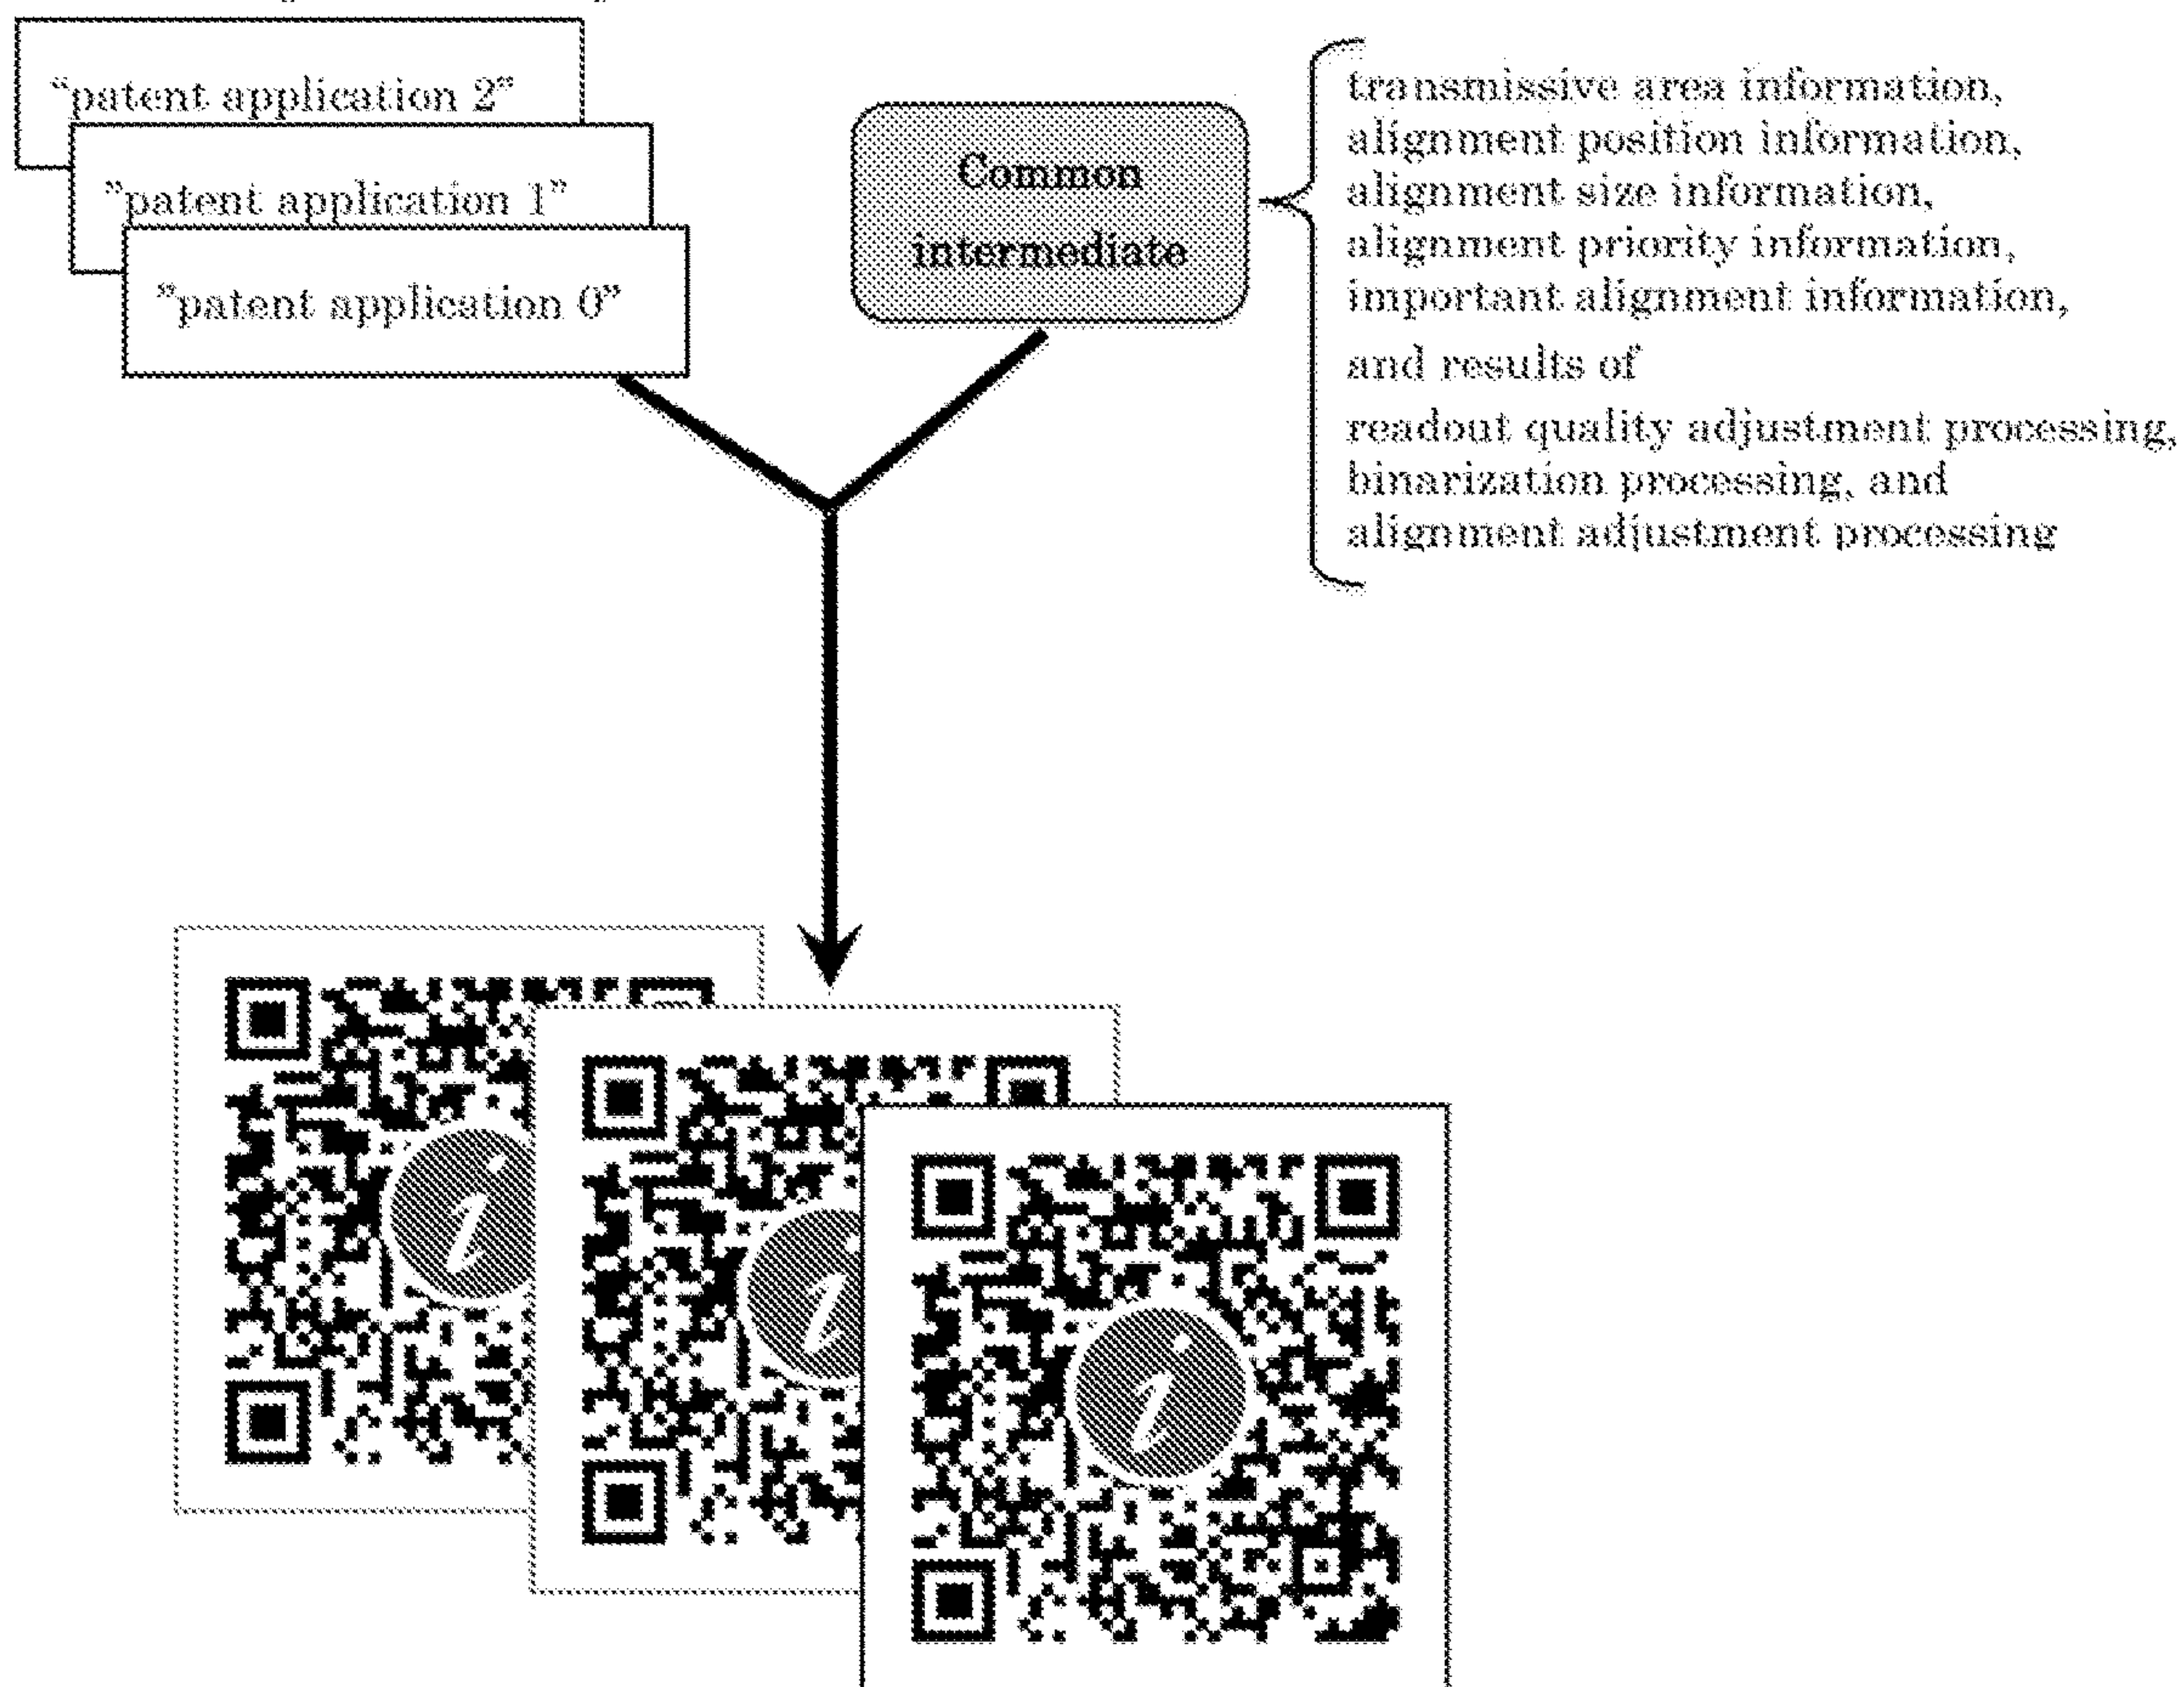 “patent application 2”
”patent application 1”
”patent application 0”
Common
intermediate
transmissive area information,
alignment position information,
alignment size information,
alignment priority information,
important alignment information,
and results of
readout quality adjustment processing,
binarization processing, and
alignment adjustment processing
i
i
i